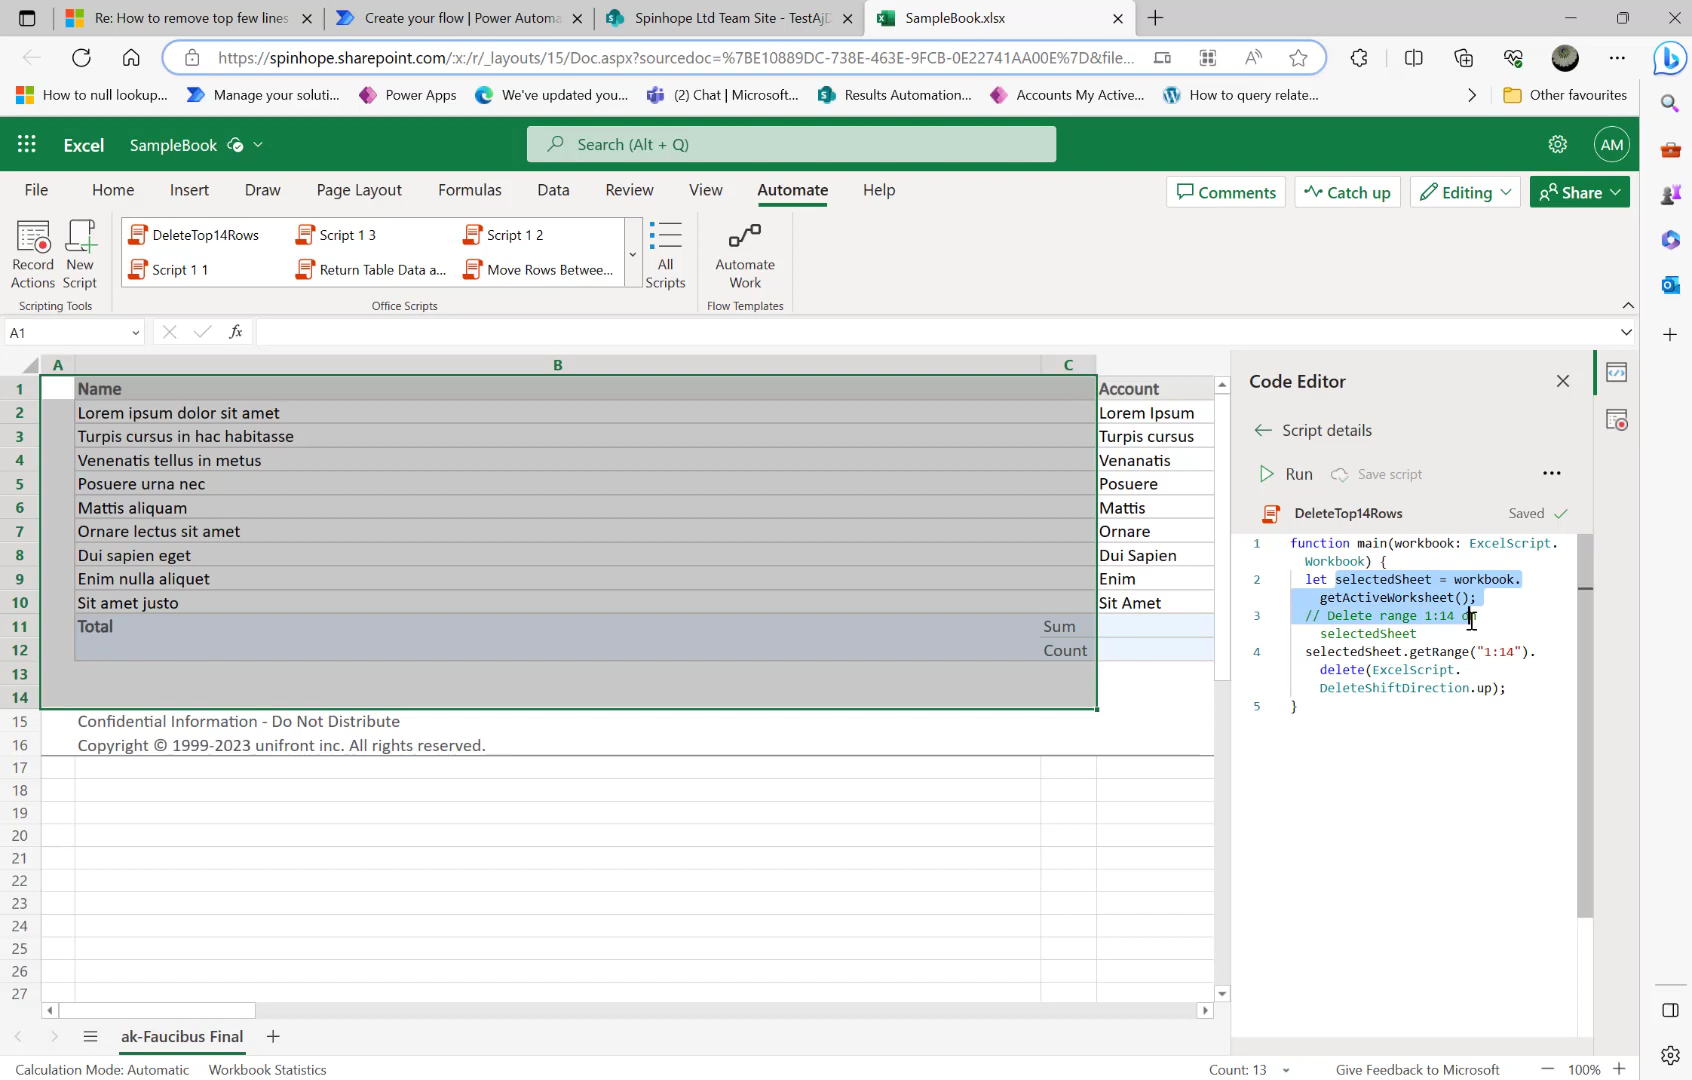 Re: How to remove top few lines
Create your flow | Power Automa
Spinhope Ltd Team Site - TestAjD
SampleBook.xlsx
https://spinhope.sharepoint.com/:x:/r/_layouts/15/Doc.aspx?sourcedoc=%7BE10889DC-738E-463E-9FCB-0E22741AA00E%7D&file...
How to null lookup...
Manage your soluti...
Power Apps
We've updated you...
(2) Chat | Microsoft...
Results Automation...
Accounts My Active...
How to query relate...
Other favourites
Excel
SampleBook
Search (Alt + Q)
AM
File Home Insert Draw Page Layout Formulas Data Review View Automate Help
Comments
Catch up
Editing
Share
Record Actions
New Script
Scripting Tools
DeleteTop14Rows
Script 1 3
Script 1 2
Script 1 1
Return Table Data a...
Move Rows Betwee...
Office Scripts
All Scripts
Automate Work
Flow Templates
A1
fx
A B C
1 Name Account
2 Lorem ipsum dolor sit amet Lorem Ipsum
3 Turpis cursus in hac habitasse Turpis cursus
4 Venenatis tellus in metus Venanatis
5 Posuere urna nec Posuere
6 Mattis aliquam Mattis
7 Ornare lectus sit amet Ornare
8 Dui sapien eget Dui Sapien
9 Enim nulla aliquet Enim
10 Sit amet justo Sit Amet
11 Total Sum
12 Count
13
14
15 Confidential Information - Do Not Distribute
16 Copyright © 1999-2023 unifront inc. All rights reserved.
17
18
19
20
21
22
23
24
25
26
27
Code Editor
Script details
Run
Save script
DeleteTop14Rows
Saved
1 function main(workbook: ExcelScript.
Workbook) {
2 let selectedSheet = workbook.
getActiveWorksheet();
3 // Delete range 1:14
selectedSheet
4 selectedSheet.getRange("1:14").
delete(ExcelScript.
DeleteShiftDirection.up);
5 }
ak-Faucibus Final
Calculation Mode: Automatic
Workbook Statistics
Count: 13
Give Feedback to Microsoft
100%